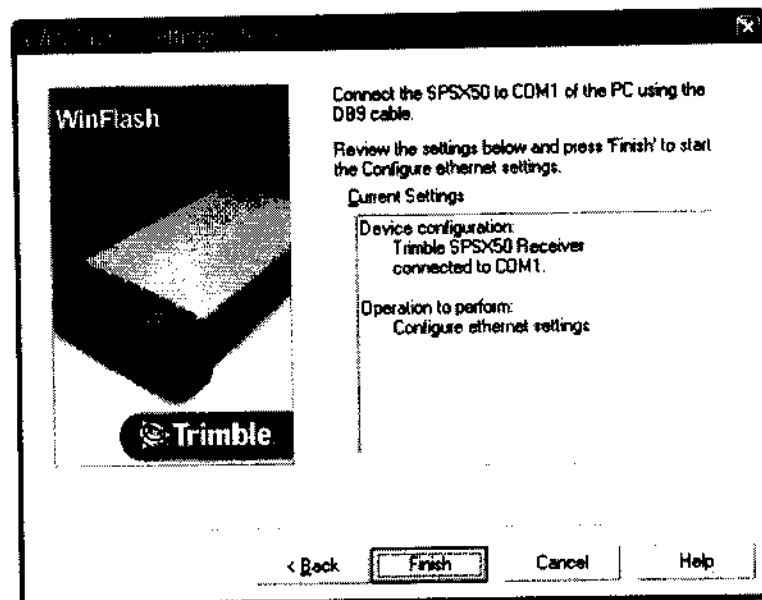 WinFlash
Connect the SPSX50 to COM1 of the PC using the
DB9 cable.
Review the settings below and press 'Finish' to start
the Configure ethernet settings.
Current Settings
Device configuration:
Trimble SPSX50 Receiver
connected to COM1.
Operation to perform:
Configure ethernet settings
Trimble
< Back
Finish
Cancel
Help